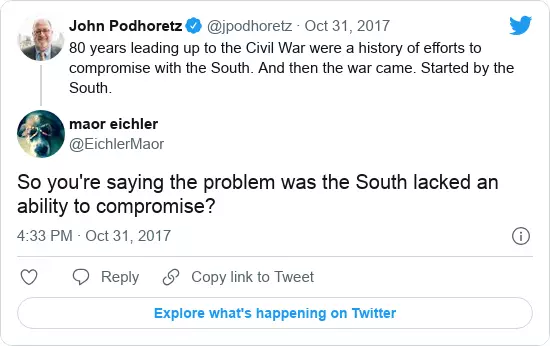 John Podhoretz @jpodhoretz · Oct 31, 2017
80 years leading up to the Civil War were a history of efforts to
compromise with the South. And then the war came. Started by the
South.
maor eichler
@EichlerMaor
So you're saying the problem was the South lacked an
ability to compromise?
4:33 PM · Oct 31, 2017
Reply Copy link to Tweet
Explore what's happening on Twitter